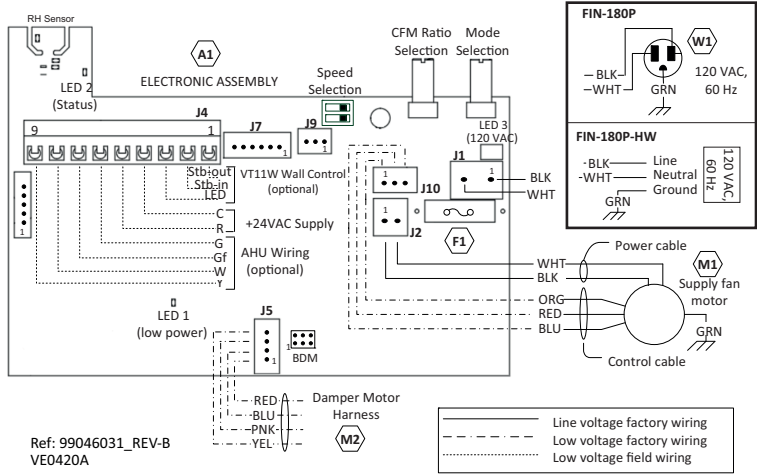 RH Sensor
A1
ELECTRONIC ASSEMBLY
LED 2
(Status)
Speed
Selection
CFM Ratio
Selection
Mode
Selection
FIN-180P
W1
BLK
WHT
GRN
120 VAC,
60 Hz
FIN-180P-HW
-BLK
-WHT
Line
Neutral
Ground
GRN
120 VAC,
60 Hz
J4
9
1
J7
J9
LED 3
(120 VAC)
J1
1
BLK
WHT
1
J10
1
J2
F1
Stb-out
Stb-in
LED
VT11W Wall Control
(optional)
C
R
+24VAC Supply
G
Gf
W
Y
AHU Wiring
(optional)
1
1
LED 1
(low power)
J5
1
1
BDM
Power cable
WHT
BLK
ORG
RED
BLU
M1
Supply fan
motor
GRN
Control cable
RED
BLU
PNK
YEL
Damper Motor
Harness
M2
Ref: 99046031_REV-B
VE0420A
Line voltage factory wiring
Low voltage factory wiring
Low voltage field wiring